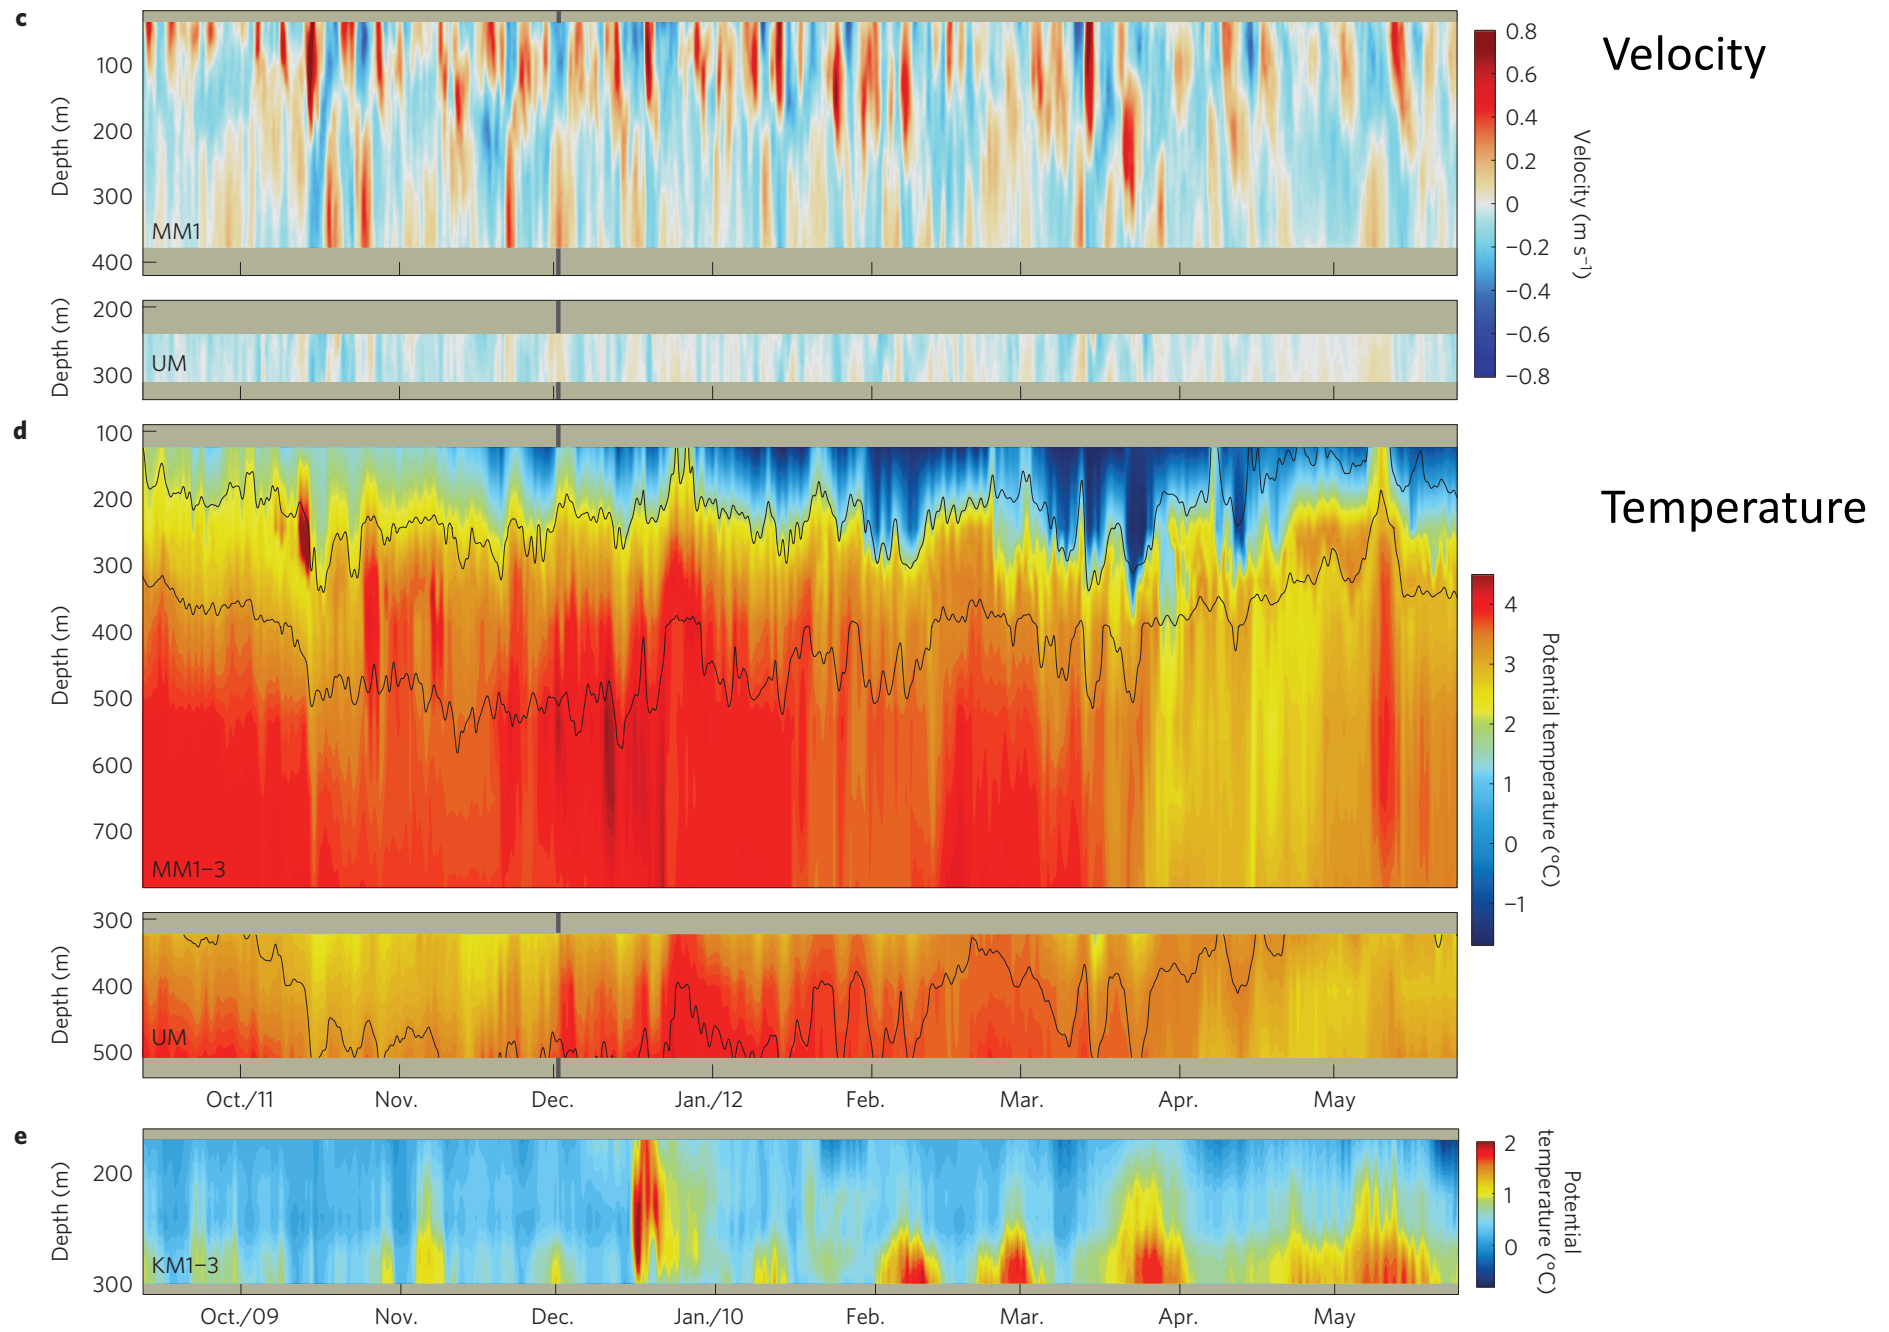 c
Velocity
Depth (m)
100
200
300
400
MM1
0.8
0.6
0.4
0.2
0
−0.2
−0.4
−0.6
−0.8
Velocity (m s⁻¹)
Depth (m)
200
300
UM
d
Temperature
Depth (m)
100
200
300
400
500
600
700
MM1−3
4
3
2
1
0
−1
Potential temperature (°C)
Depth (m)
300
400
500
UM
Oct./11 Nov. Dec. Jan./12 Feb. Mar. Apr. May
e
Depth (m)
200
300
KM1−3
2
1
0
Potential
temperature (°C)
Oct./09 Nov. Dec. Jan./10 Feb. Mar. Apr. May